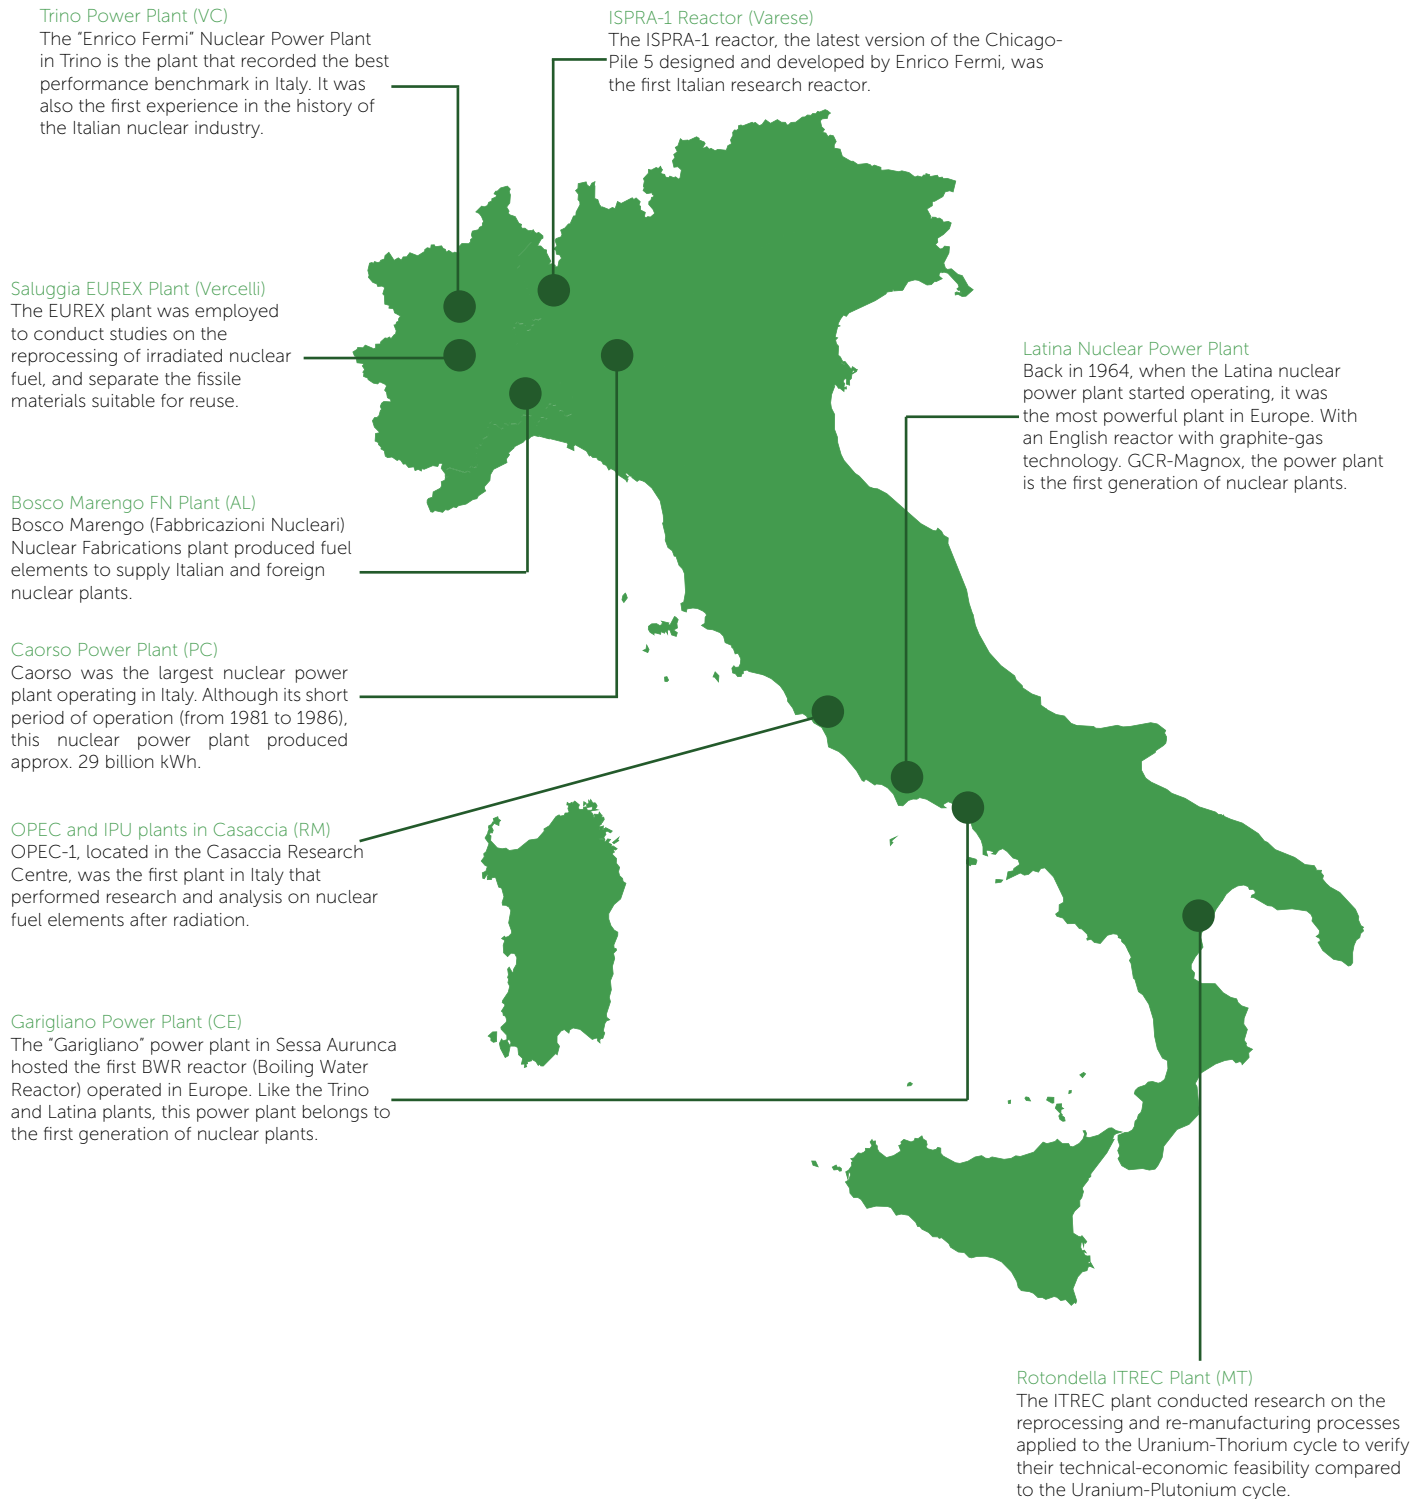 Trino Power Plant (VC)
The "Enrico Fermi" Nuclear Power Plant
in Trino is the plant that recorded the best
performance benchmark in Italy. It was
also the first experience in the history of
the Italian nuclear industry.
ISPRA-1 Reactor (Varese)
The ISPRA-1 reactor, the latest version of the Chicago-
Pile 5 designed and developed by Enrico Fermi, was
the first Italian research reactor.
Saluggia EUREX Plant (Vercelli)
The EUREX plant was employed
to conduct studies on the
reprocessing of irradiated nuclear
fuel, and separate the fissile
materials suitable for reuse.
Latina Nuclear Power Plant
Back in 1964, when the Latina nuclear
power plant started operating, it was
the most powerful plant in Europe. With
an English reactor with graphite-gas
technology. GCR-Magnox, the power plant
is the first generation of nuclear plants.
Bosco Marengo FN Plant (AL)
Bosco Marengo (Fabbricazioni Nucleari)
Nuclear Fabrications plant produced fuel
elements to supply Italian and foreign
nuclear plants.
Caorso Power Plant (PC)
Caorso was the largest nuclear power
plant operating in Italy. Although its short
period of operation (from 1981 to 1986),
this nuclear power plant produced
approx. 29 billion kWh.
OPEC and IPU plants in Casaccia (RM)
OPEC-1, located in the Casaccia Research
Centre, was the first plant in Italy that
performed research and analysis on nuclear
fuel elements after radiation.
Garigliano Power Plant (CE)
The "Garigliano" power plant in Sessa Aurunca
hosted the first BWR reactor (Boiling Water
Reactor) operated in Europe. Like the Trino
and Latina plants, this power plant belongs to
the first generation of nuclear plants.
Rotondella ITREC Plant (MT)
The ITREC plant conducted research on the
reprocessing and re-manufacturing processes
applied to the Uranium-Thorium cycle to verify
their technical-economic feasibility compared
to the Uranium-Plutonium cycle.